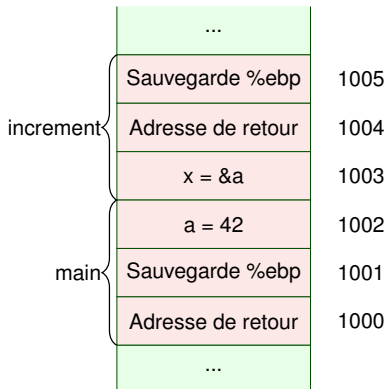 ...
Sauvegarde %ebp 1005
increment Adresse de retour 1004
x = &a 1003
a = 42 1002
main Sauvegarde %ebp 1001
Adresse de retour 1000
...